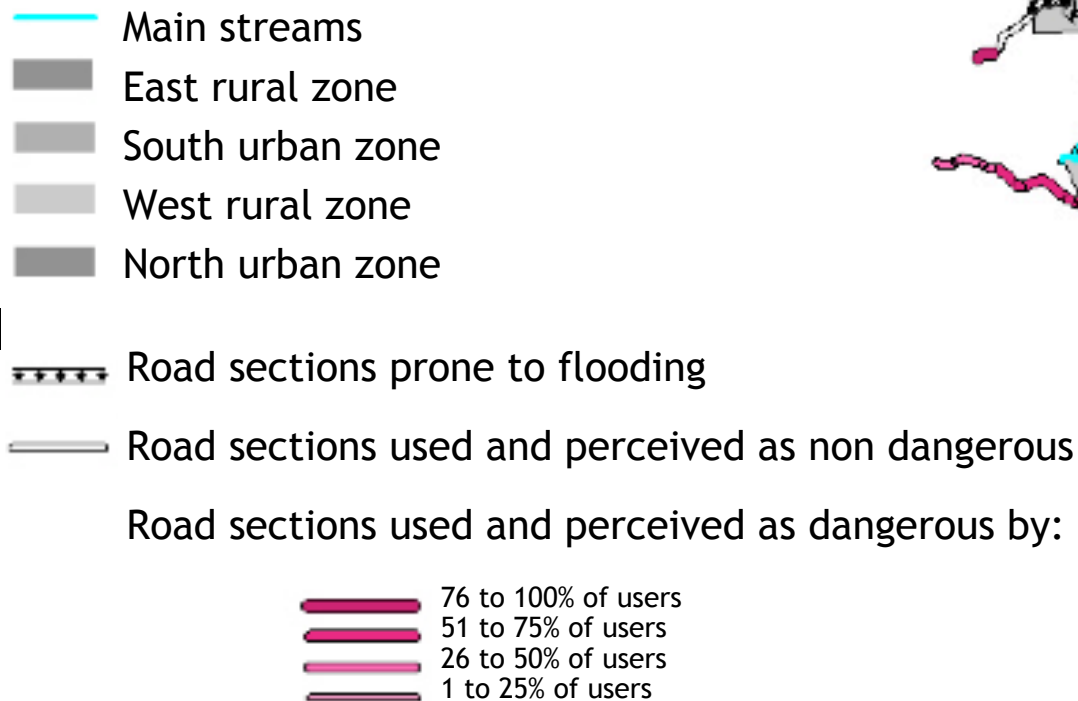 Main streams
East rural zone
South urban zone
West rural zone
North urban zone
Road sections prone to flooding
Road sections used and perceived as non dangerous
Road sections used and perceived as dangerous by:
76 to 100% of users
51 to 75% of users
26 to 50% of users
1 to 25% of users